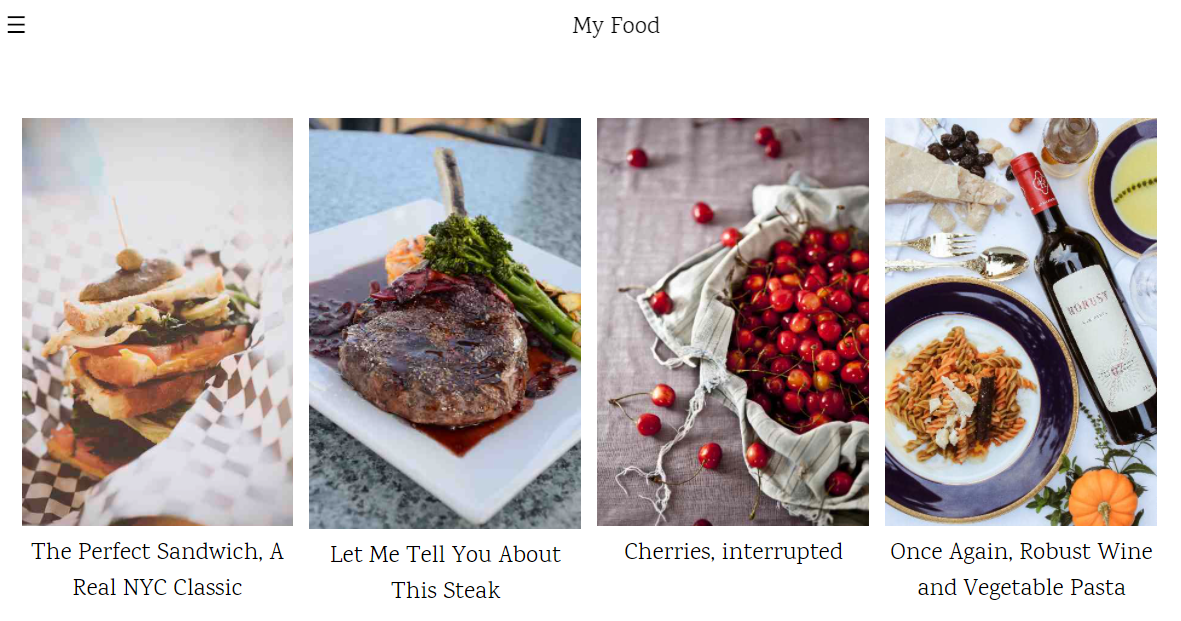 My Food
The Perfect Sandwich, A
Real NYC Classic
Let Me Tell You About
This Steak
Cherries, interrupted
Once Again, Robust Wine
and Vegetable Pasta